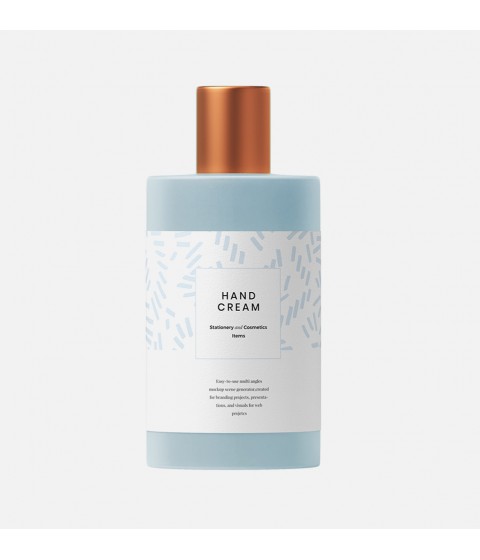 HAND
CREAM
Stationery and Cosmetics
Items
Easy-to-use multi angles
mockup scene generator created
for branding projects, presenta-
tions, and visuals for web
projetcs